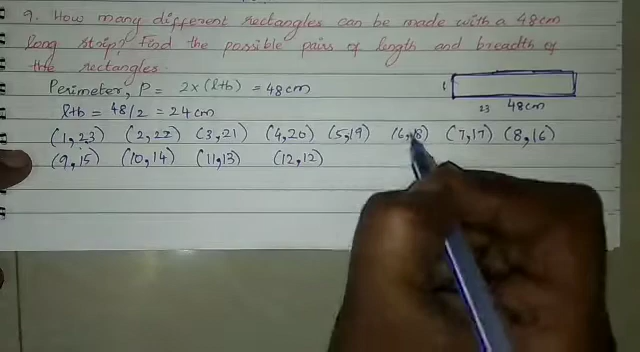 9. How many different rectangles can be made with a 48cm
long strip? Find the possible pairs of length and breadth of
the rectangles.
Perimeter, P = 2×(l+b) = 48cm
l+b = 48/2 = 24cm
1
23 48cm
(1,23) (2,22) (3,21) (4,20) (5,19) (6,18) (7,17) (8,16)
(9,15) (10,14) (11,13) (12,12)